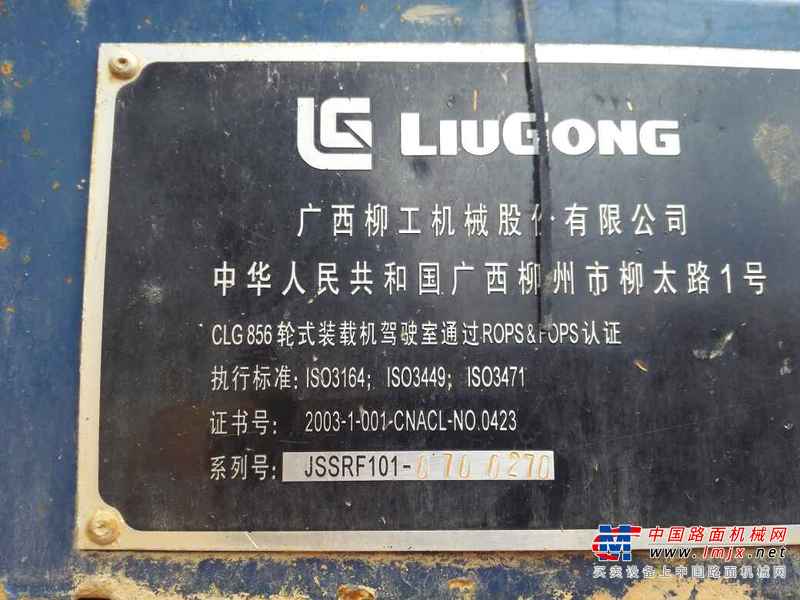 LG LIUGONG
广西柳工机械股份有限公司
中华人民共和国广西柳州市柳太路1号
CLG 856 轮式装载机驾驶室通过ROPS&FOPS认证
执行标准: ISO3164; ISO3449; ISO3471
证书号: 2003-1-001-CNACL-NO.0423
系列号: JSSRF101-0700270
中国路面机械网
www.lmjx.net
买卖设备上中国路面机械网